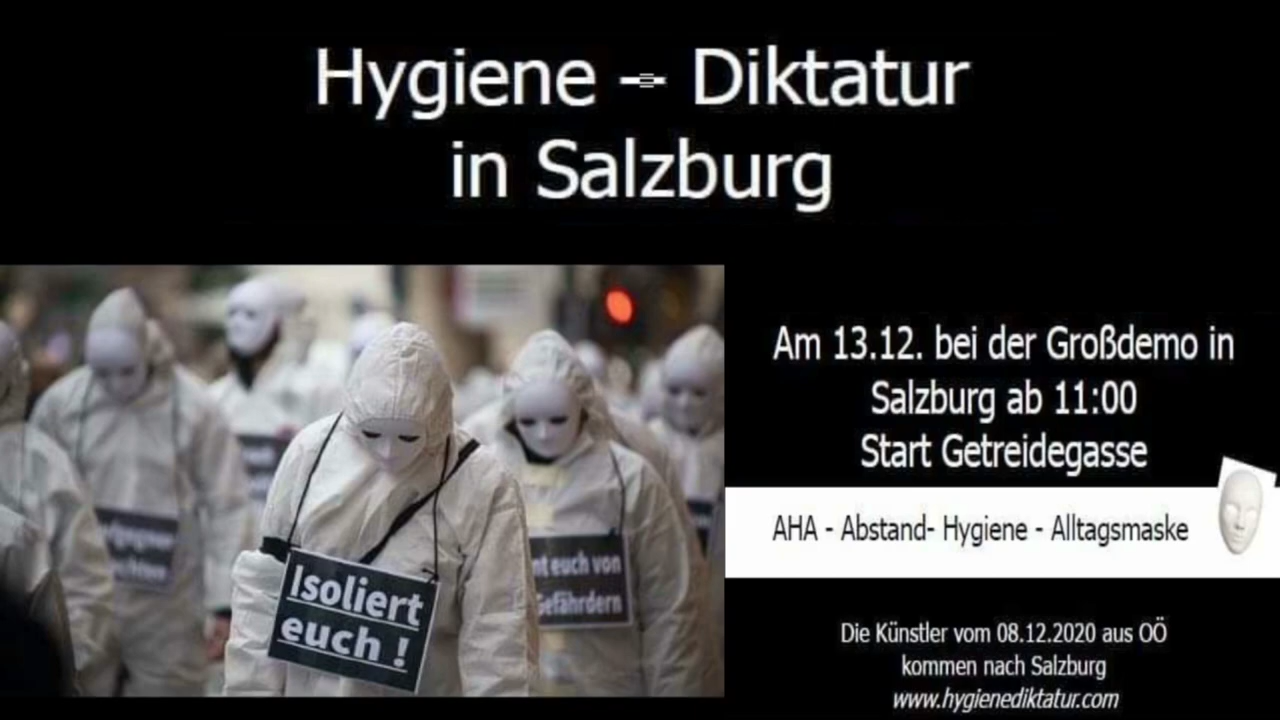 Hygiene - Diktatur
in Salzburg
Am 13.12. bei der Großdemo in
Salzburg ab 11:00
Start Getreidegasse
AHA - Abstand- Hygiene - Alltagsmaske
Isoliert
euch !
euch von
Gefährdern
Die Künstler vom 08.12.2020 aus OÖ
kommen nach Salzburg
www.hygienediktatur.com